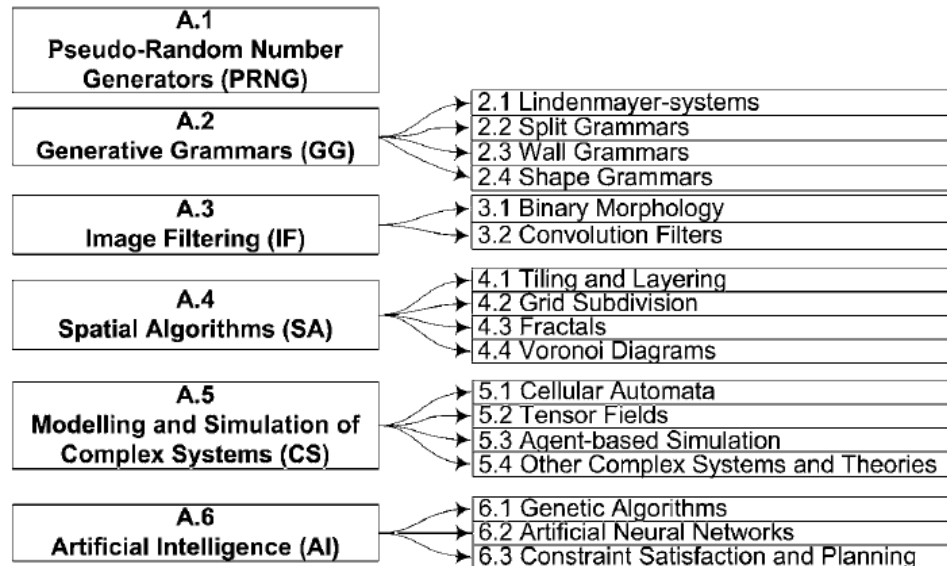 A.1
Pseudo-Random Number
Generators (PRNG)
A.2
Generative Grammars (GG)
2.1 Lindenmayer-systems
2.2 Split Grammars
2.3 Wall Grammars
2.4 Shape Grammars
A.3
Image Filtering (IF)
3.1 Binary Morphology
3.2 Convolution Filters
A.4
Spatial Algorithms (SA)
4.1 Tiling and Layering
4.2 Grid Subdivision
4.3 Fractals
4.4 Voronoi Diagrams
A.5
Modelling and Simulation of
Complex Systems (CS)
5.1 Cellular Automata
5.2 Tensor Fields
5.3 Agent-based Simulation
5.4 Other Complex Systems and Theories
A.6
Artificial Intelligence (AI)
6.1 Genetic Algorithms
6.2 Artificial Neural Networks
6.3 Constraint Satisfaction and Planning